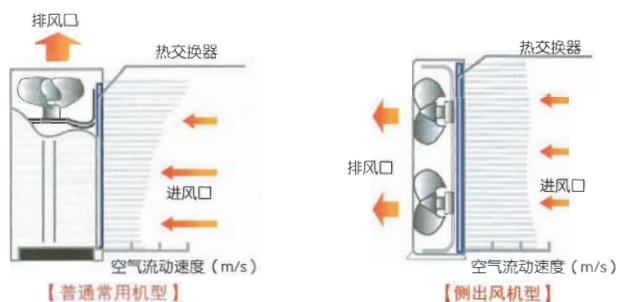 排风口
热交换器
进风口
空气流动速度（m/s）
【普通常用机型】
热交换器
排风口
进风口
空气流动速度（m/s）
【侧出风机型】